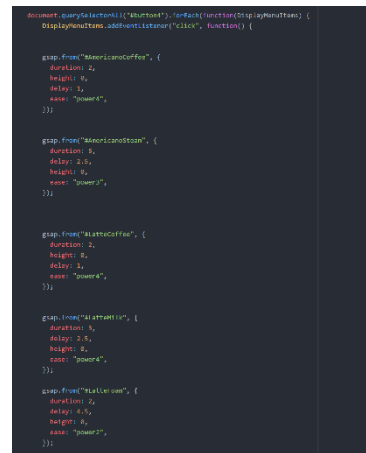 document.querySelectorAll("#button4").forEach(function(DisplayMenuItems) {
DisplayMenuItems.addEventListener("click", function() {
gsap.from("#AmericanoCoffee", {
duration: 2,
height: 0,
delay: 1,
ease: "power4",
});
gsap.from("#AmericanoSteam", {
duration: 5,
delay: 2.5,
height: 0,
ease: "power3",
});
gsap.from("#LatteCoffee", {
duration: 2,
height: 0,
delay: 1,
ease: "power4",
});
gsap.from("#LatteMilk", {
duration: 5,
delay: 2.5,
height: 0,
ease: "power4",
});
gsap.from("#LatteFoam", {
duration: 2,
delay: 4.5,
height: 0,
ease: "power2",
});